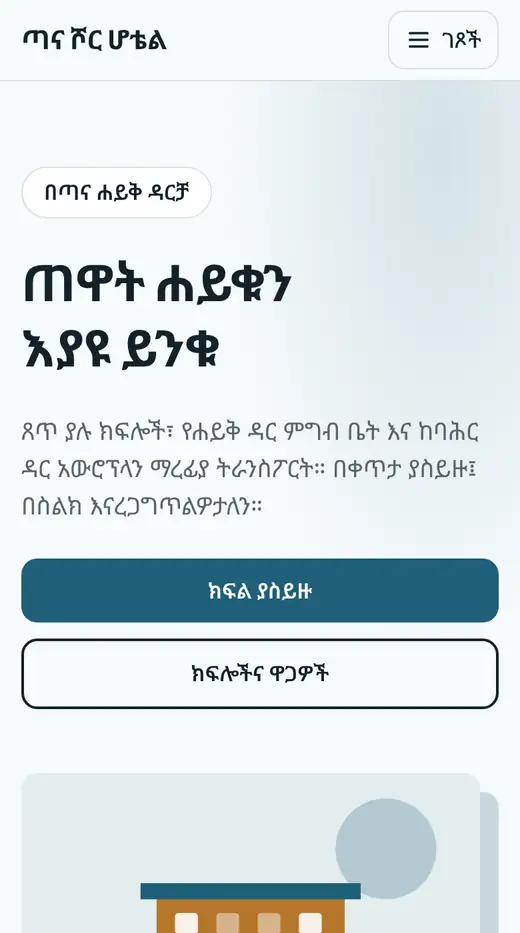 ጣና ሾር ሆቴል
ገጾች
በጣና ሐይቅ ዳርቻ
ጠዋት ሐይቁን
እያዩ ይንቁ
ጸጥ ያሉ ክፍሎች፣ የሐይቅ ዳር ምግብ ቤት እና ከባሕር
ዳር አውሮፕላን ማረፊያ ትራንስፖርት። በቀጥታ ያስይዙ፤
በስልክ እናረጋግጥልዎታለን።
ክፍል ያስይዙ
ክፍሎችና ዋጋዎች